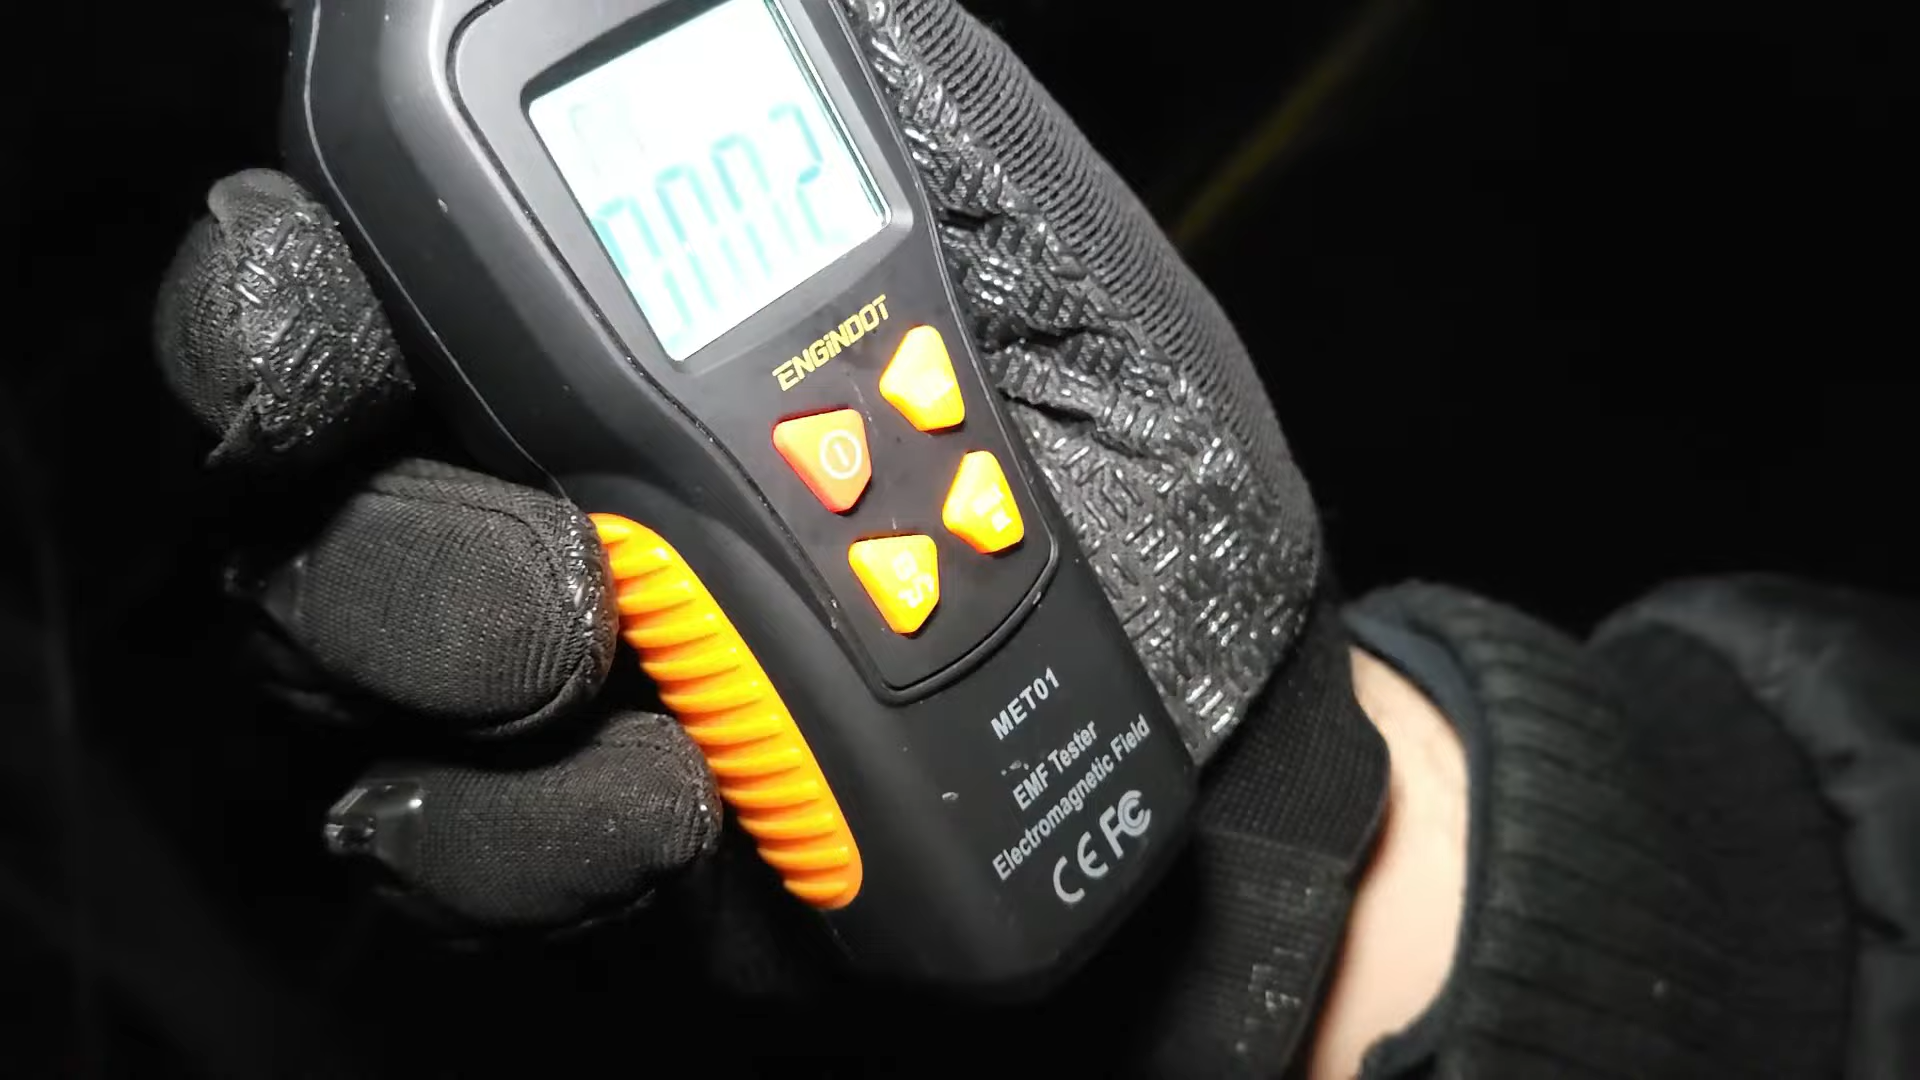 0002
ENGiNDOT
MET01
EMF Tester
Electromagnetic Field
CE FC